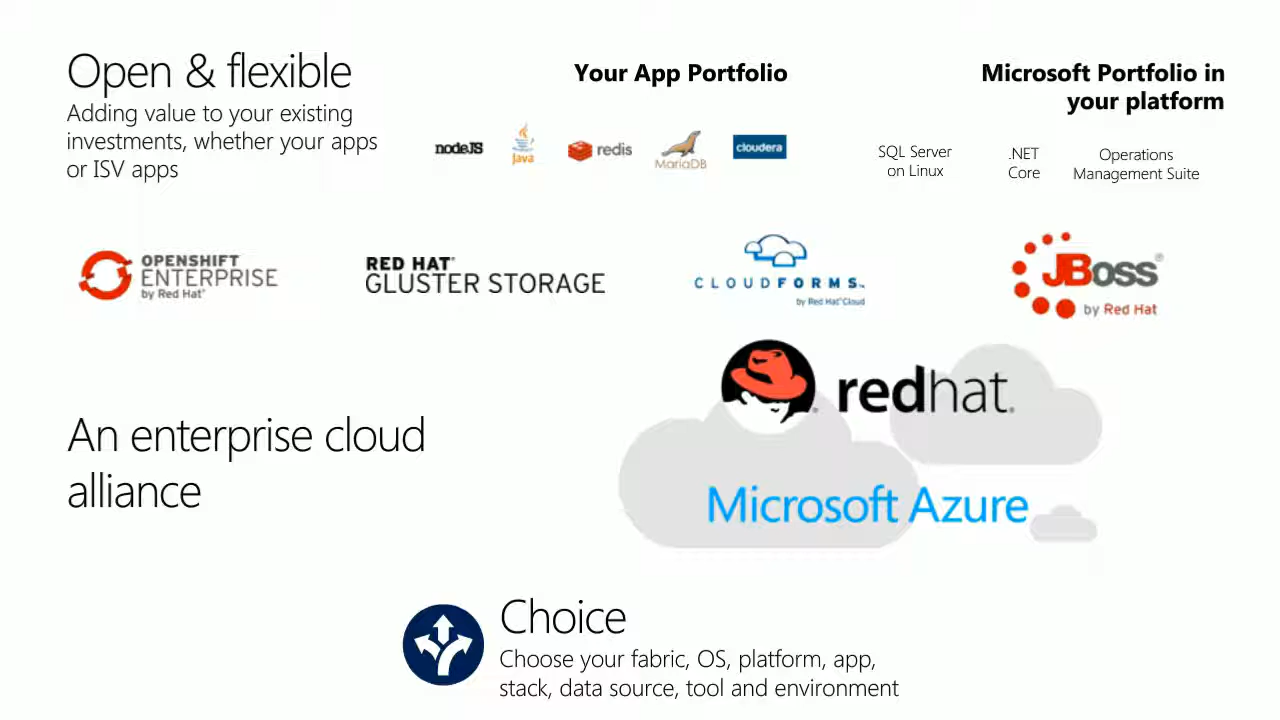 Open & flexible
Adding value to your existing
investments, whether your apps
or ISV apps
Your App Portfolio
Microsoft Portfolio in
your platform
nodeJS
Java
redis
MariaDB
cloudera
SQL Server
on Linux
.NET
Core
Operations
Management Suite
OPENSHIFT
ENTERPRISE
by Red Hat®
RED HAT®
GLUSTER STORAGE
CLOUDFORMS™
by Red Hat® Cloud
JBoss®
by Red Hat
redhat.
An enterprise cloud
alliance
Microsoft Azure
Choice
Choose your fabric, OS, platform, app,
stack, data source, tool and environment